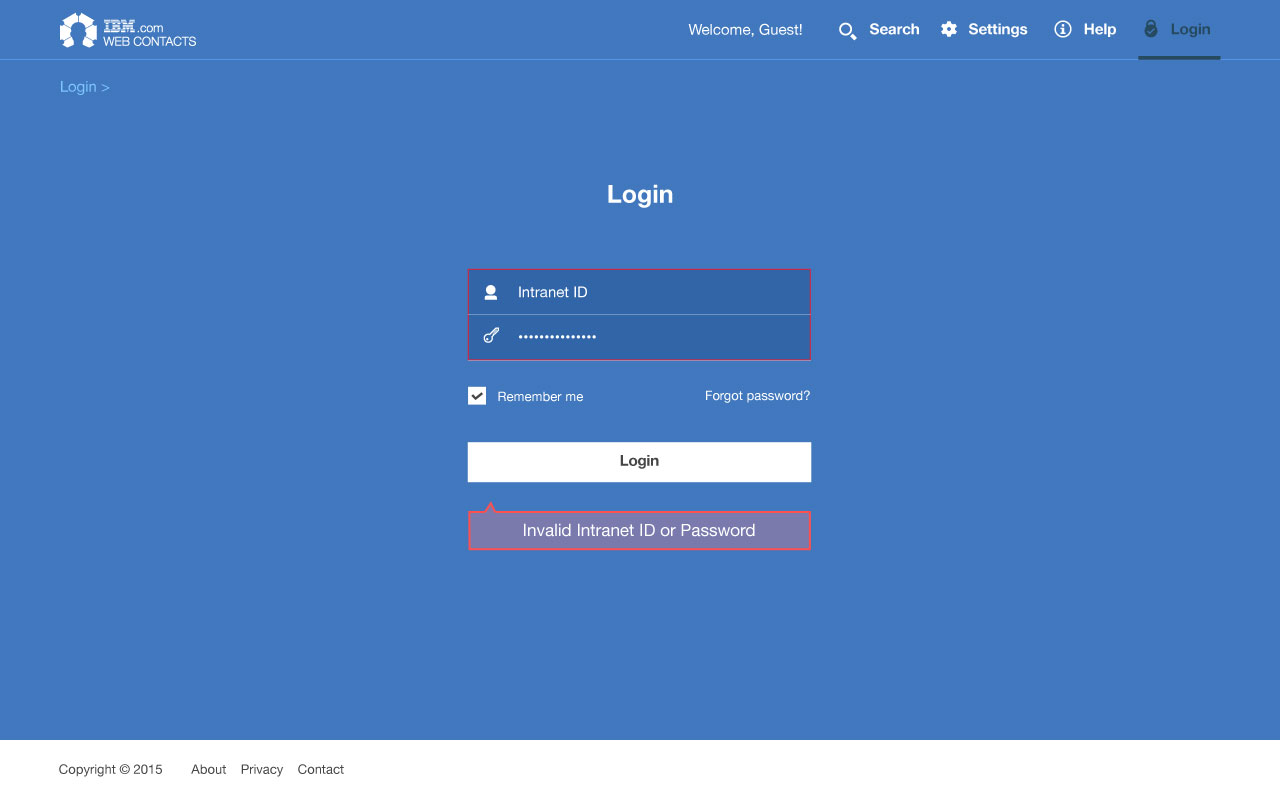 IBM.com
WEB CONTACTS
Welcome, Guest!
Search
Settings
Help
Login
Login >
Login
Intranet ID
•••••••••••••••
Remember me
Forgot password?
Login
Invalid Intranet ID or Password
Copyright © 2015
About
Privacy
Contact